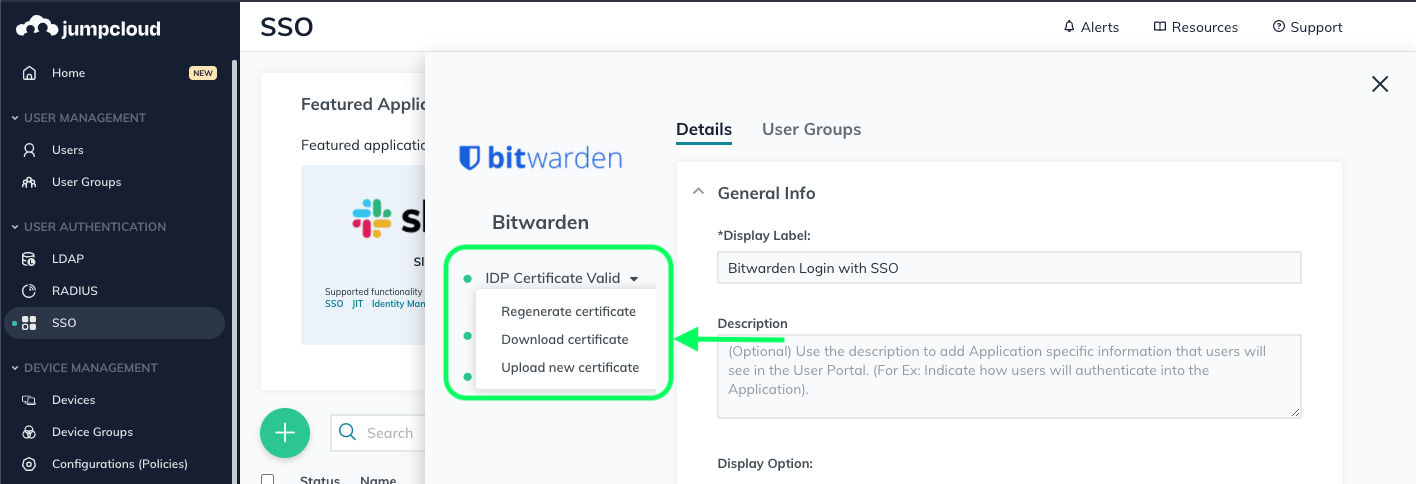 jumpcloud
Home
NEW
USER MANAGEMENT
Users
User Groups
USER AUTHENTICATION
LDAP
RADIUS
SSO
DEVICE MANAGEMENT
Devices
Device Groups
Configurations (Policies)
SSO
Alerts
Resources
Support
Featured Applic
Featured applicatio
Supported functionality
SSO JIT Identity Man
Search
Status Name
bitwarden
Bitwarden
IDP Certificate Valid
Regenerate certificate
Download certificate
Upload new certificate
Details
User Groups
General Info
*Display Label:
Bitwarden Login with SSO
Description
(Optional) Use the description to add Application specific information that users will
see in the User Portal. (For Ex: Indicate how users will authenticate into the
Application).
Display Option: